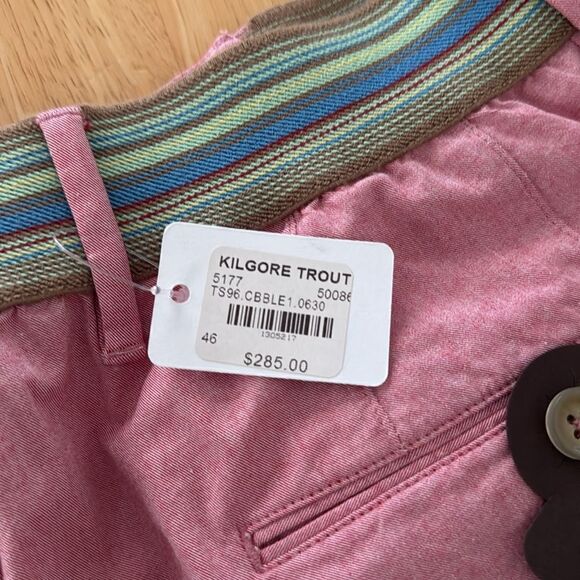 KILGORE TROUT
5177 50086
TS96.CBBLE1.0630
1305217
46
$285.00